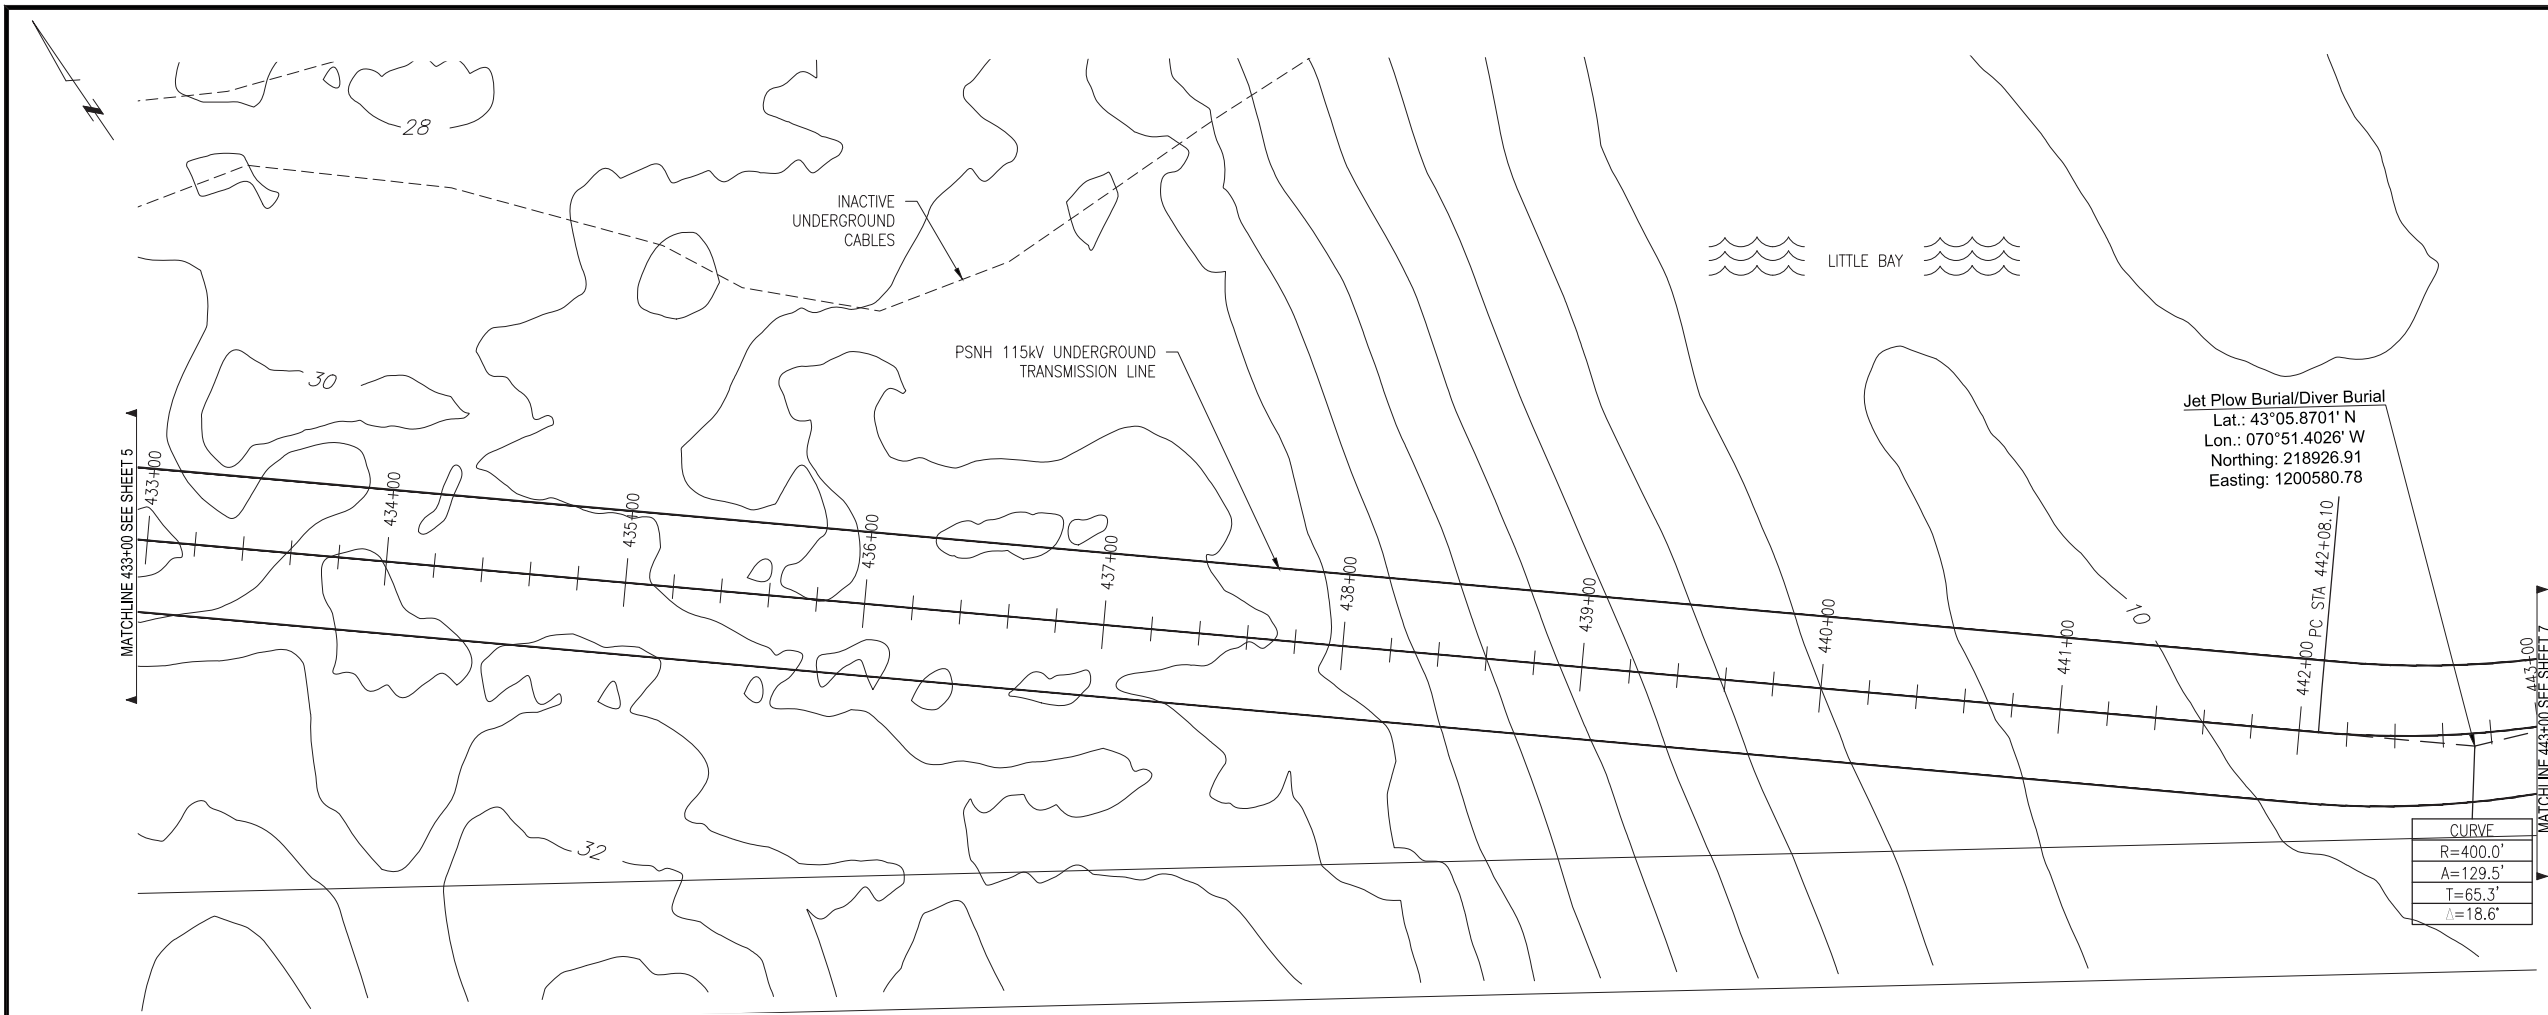 28
INACTIVE
UNDERGROUND
CABLES
LITTLE BAY
PSNH 115kV UNDERGROUND
TRANSMISSION LINE
30
Jet Plow Burial/Diver Burial
Lat.: 43°05.8701' N
Lon.: 070°51.4026' W
Northing: 218926.91
Easting: 1200580.78
MATCHLINE 433+00 SEE SHEET 5
433+00
434+00
435+00
436+00
437+00
438+00
439+00
440+00
441+00
442+00
PC STA 442+08.10
443+00
MATCHLINE 443+00 SEE SHEET 7
10
32
CURVE
R=400.0'
A=129.5'
T=65.3'
Δ=18.6°